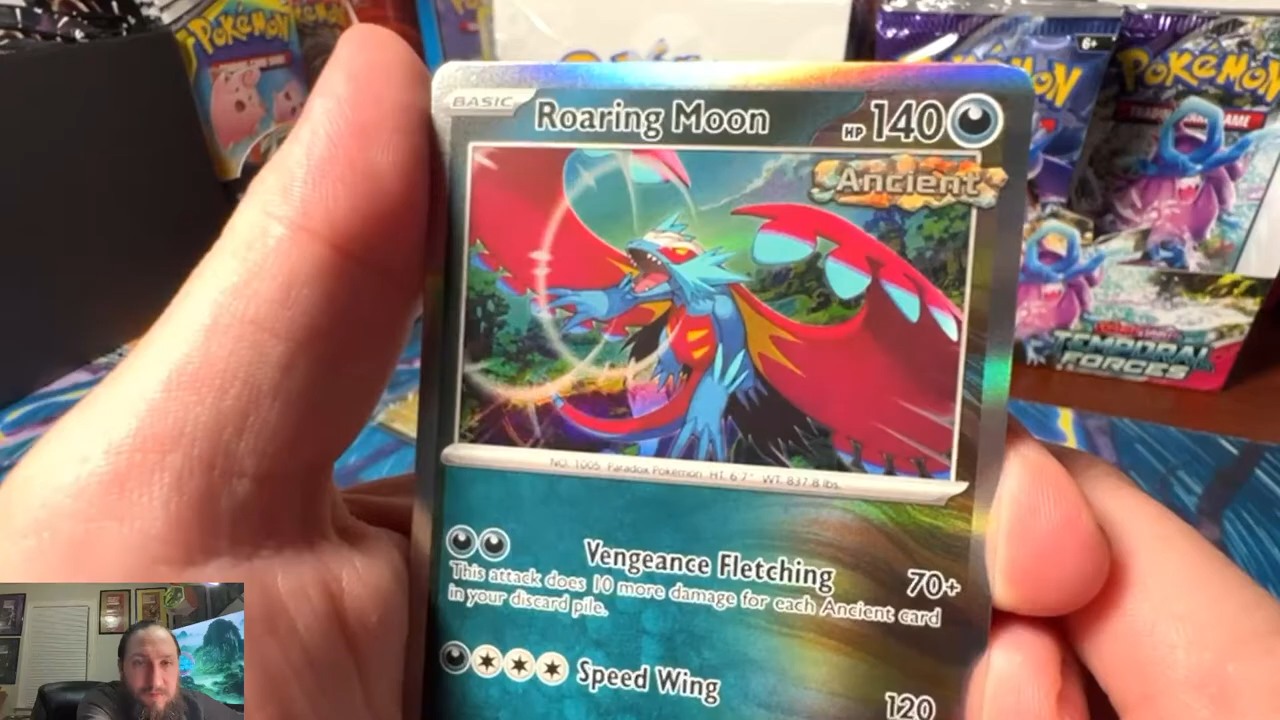 Pokémon
BASIC
Roaring Moon
HP 140
Ancient
6+
POKéMON
NO. 1005 Paradox Pokémon HT: 6'7" WT: 837.8 lbs.
Vengeance Fletching
70+
This attack does 10 more damage for each Ancient card
in your discard pile.
Speed Wing
120
TEMPORAL
FORCES